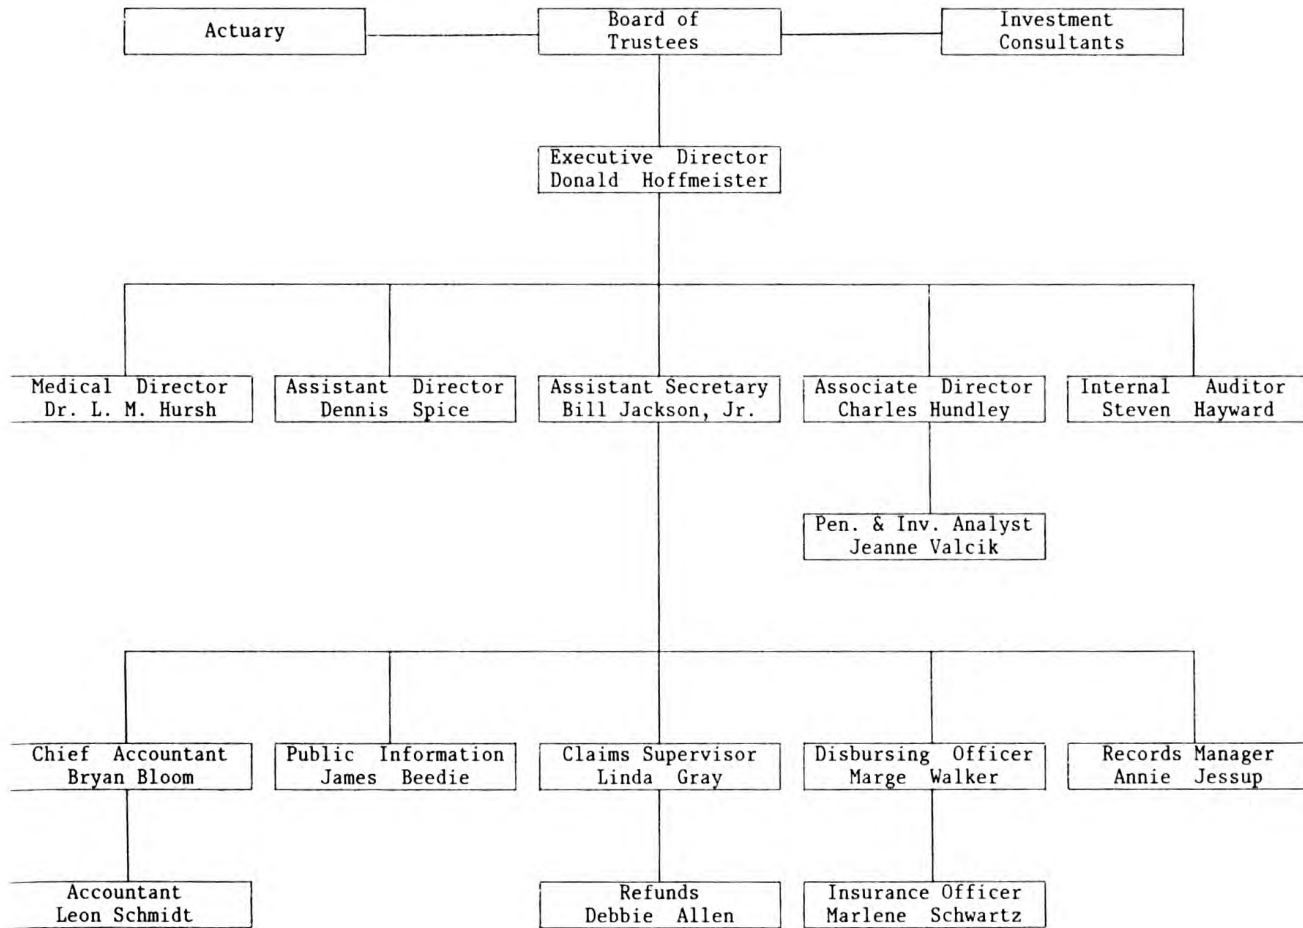 Actuary
Board of
Trustees
Investment
Consultants
Executive Director
Donald Hoffmeister
Medical Director
Dr. L. M. Hursh
Assistant Director
Dennis Spice
Assistant Secretary
Bill Jackson, Jr.
Associate Director
Charles Hundley
Internal Auditor
Steven Hayward
Pen. & Inv. Analyst
Jeanne Valcik
Chief Accountant
Bryan Bloom
Public Information
James Beedie
Claims Supervisor
Linda Gray
Disbursing Officer
Marge Walker
Records Manager
Annie Jessup
Accountant
Leon Schmidt
Refunds
Debbie Allen
Insurance Officer
Marlene Schwartz